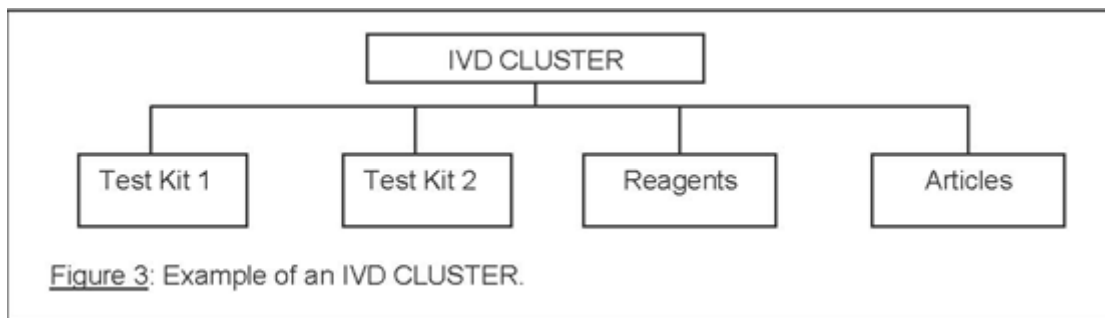 IVD CLUSTER
Test Kit 1
Test Kit 2
Reagents
Articles
Figure 3: Example of an IVD CLUSTER.